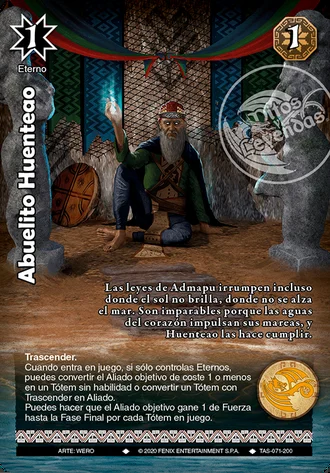 1
Eterno
1
Mitos
Leyendas
Abuelito Huenteao
Las leyes de Admapu irrumpen incluso
donde el sol no brilla, donde no se alza
el mar. Son imparables porque las aguas
del corazón impulsan sus mareas, y
Huenteao las hace cumplir.
Trascender.
Cuando entra en juego, si sólo controlas Eternos,
puedes convertir el Aliado objetivo de coste 1 o menos
en un Tótem sin habilidad o convertir un Tótem con
Trascender en Aliado.
Puedes hacer que el Aliado objetivo gane 1 de Fuerza
hasta la Fase Final por cada Tótem en juego.
ARTE: WERO
© 2020 FENIX ENTERTAINMENT S.P.A.
TAS-071-200